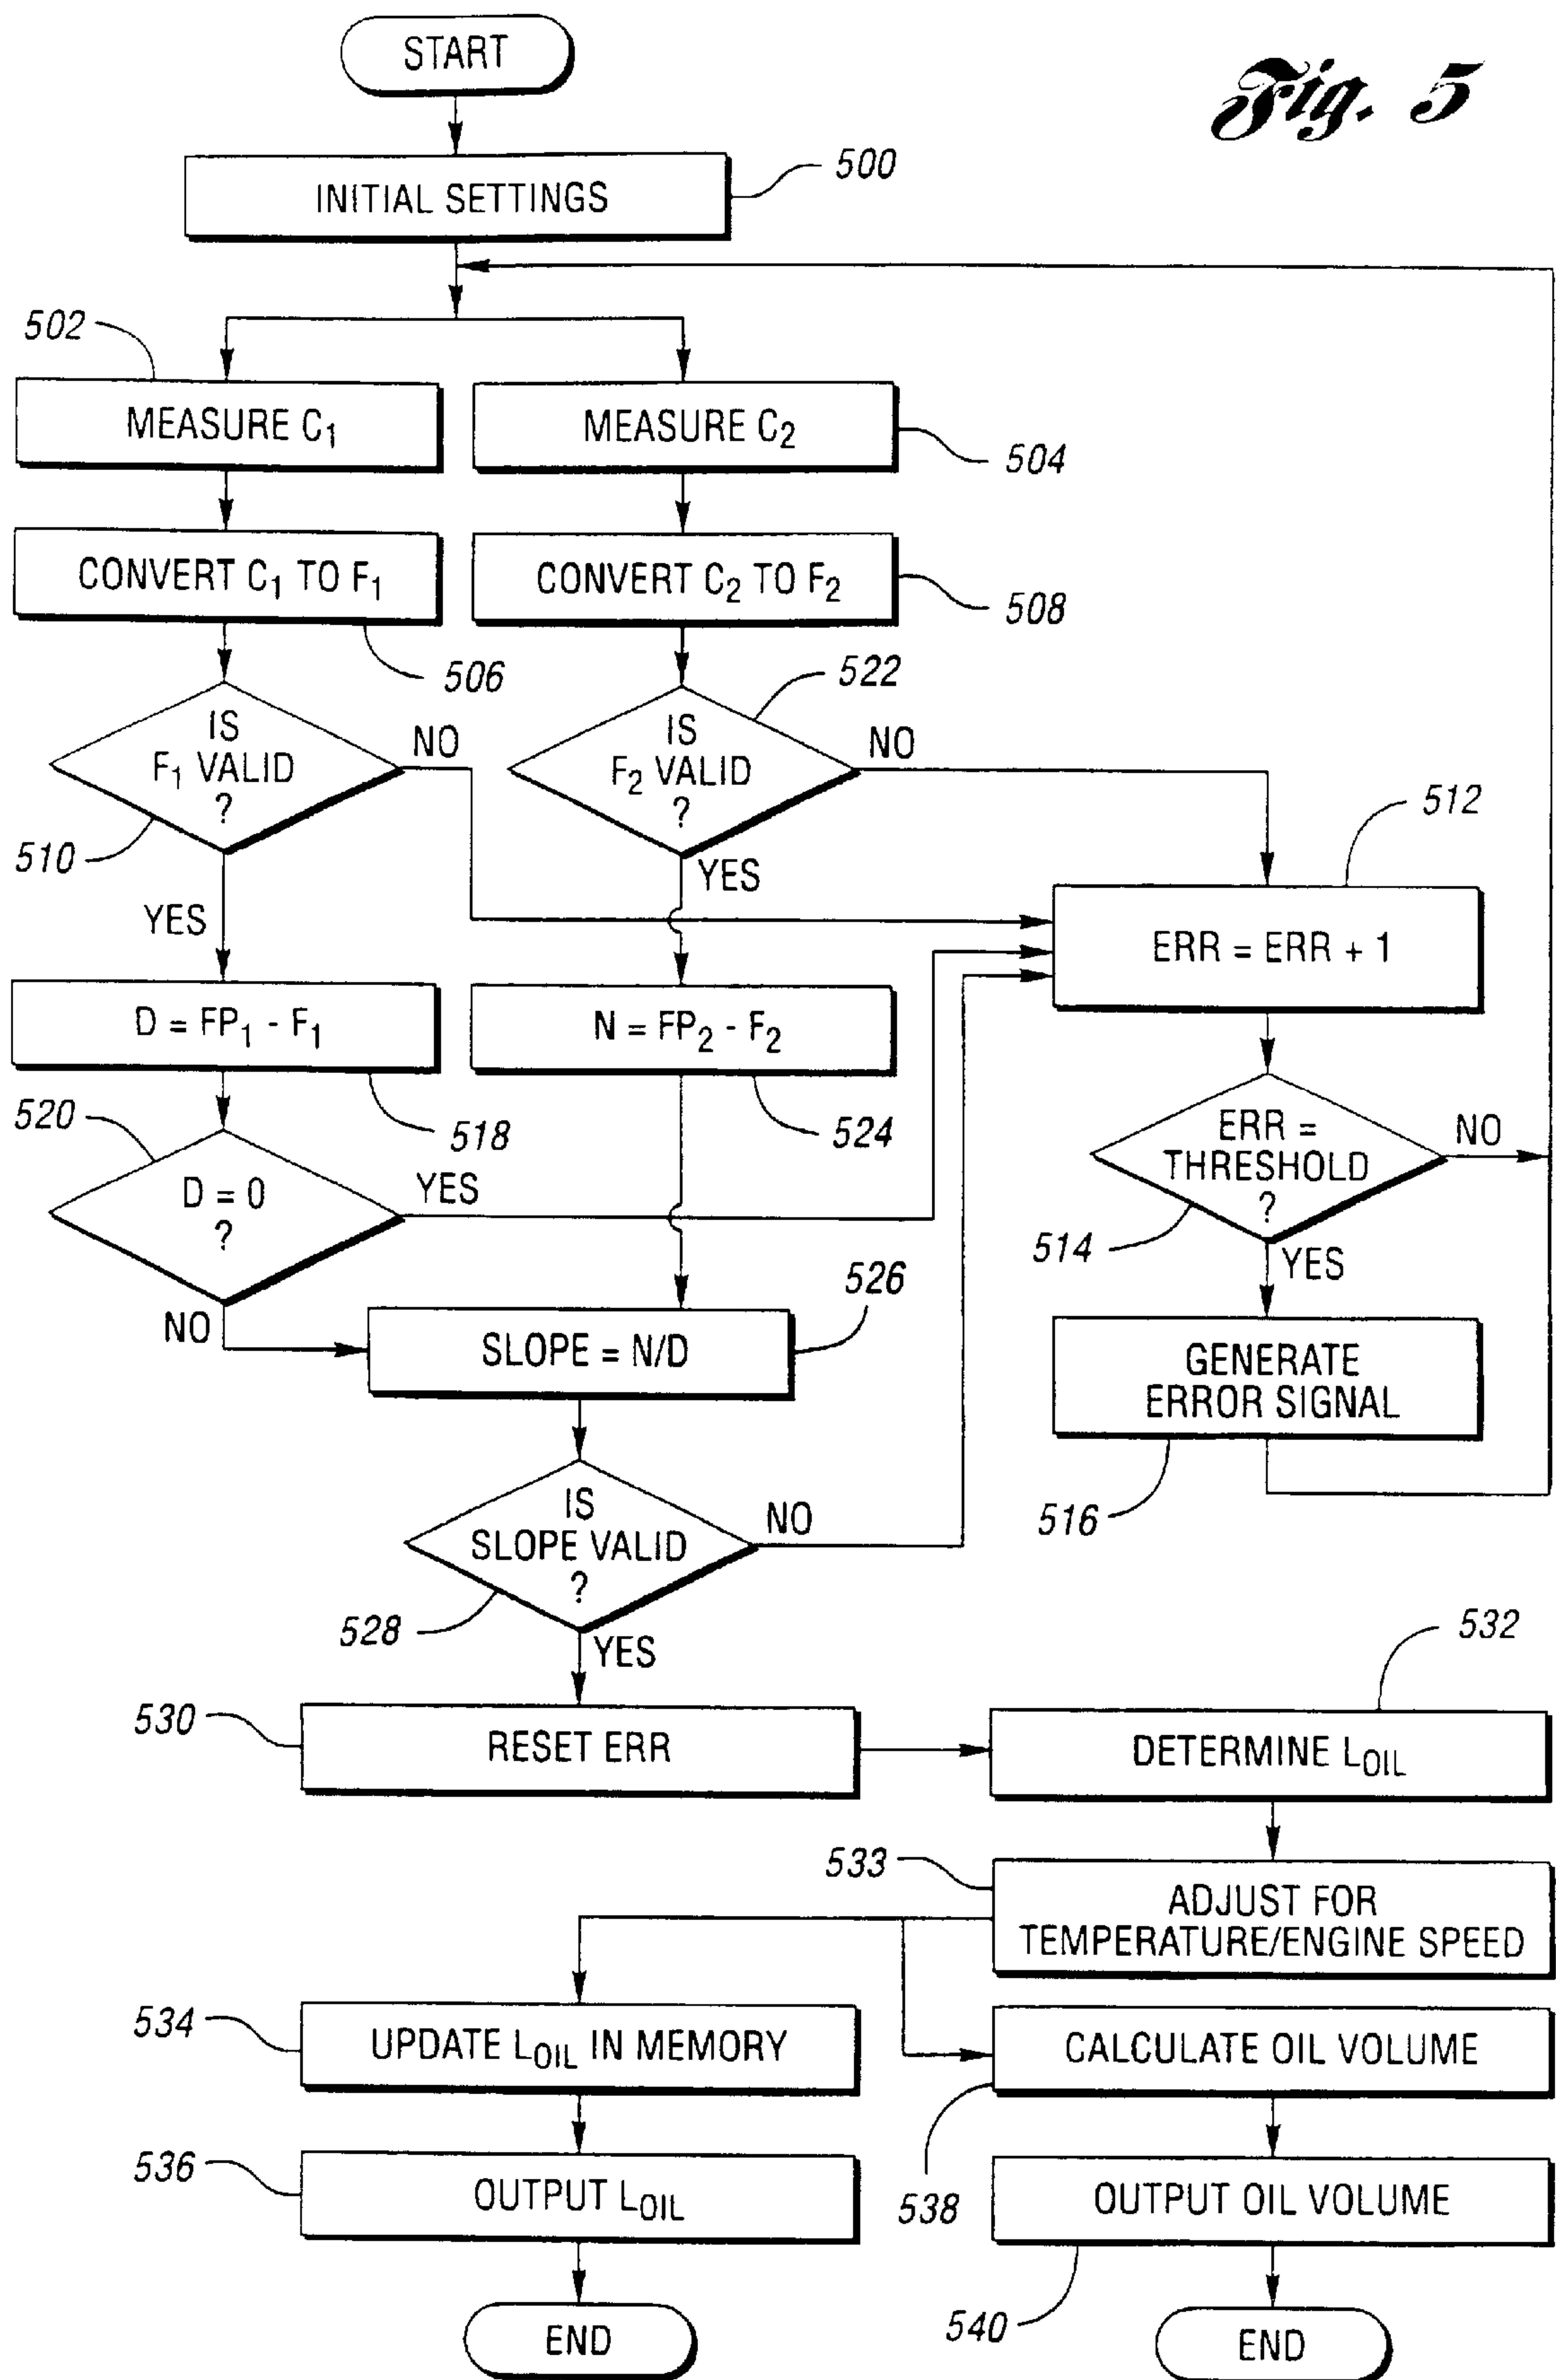 Fig. 5
START
INITIAL SETTINGS
500
502
MEASURE C1
MEASURE C2
504
CONVERT C1 TO F1
CONVERT C2 TO F2
508
506
522
IS
F1 VALID
?
NO
510
YES
IS
F2 VALID
?
NO
YES
512
ERR = ERR + 1
D = FP1 - F1
518
N = FP2 - F2
524
520
D = 0
?
YES
NO
ERR =
THRESHOLD
?
NO
514
YES
526
SLOPE = N/D
GENERATE
ERROR SIGNAL
516
IS
SLOPE VALID
?
NO
528
YES
530
RESET ERR
532
DETERMINE LOIL
533
ADJUST FOR
TEMPERATURE/ENGINE SPEED
534
UPDATE LOIL IN MEMORY
CALCULATE OIL VOLUME
538
536
OUTPUT LOIL
OUTPUT OIL VOLUME
540
END
END